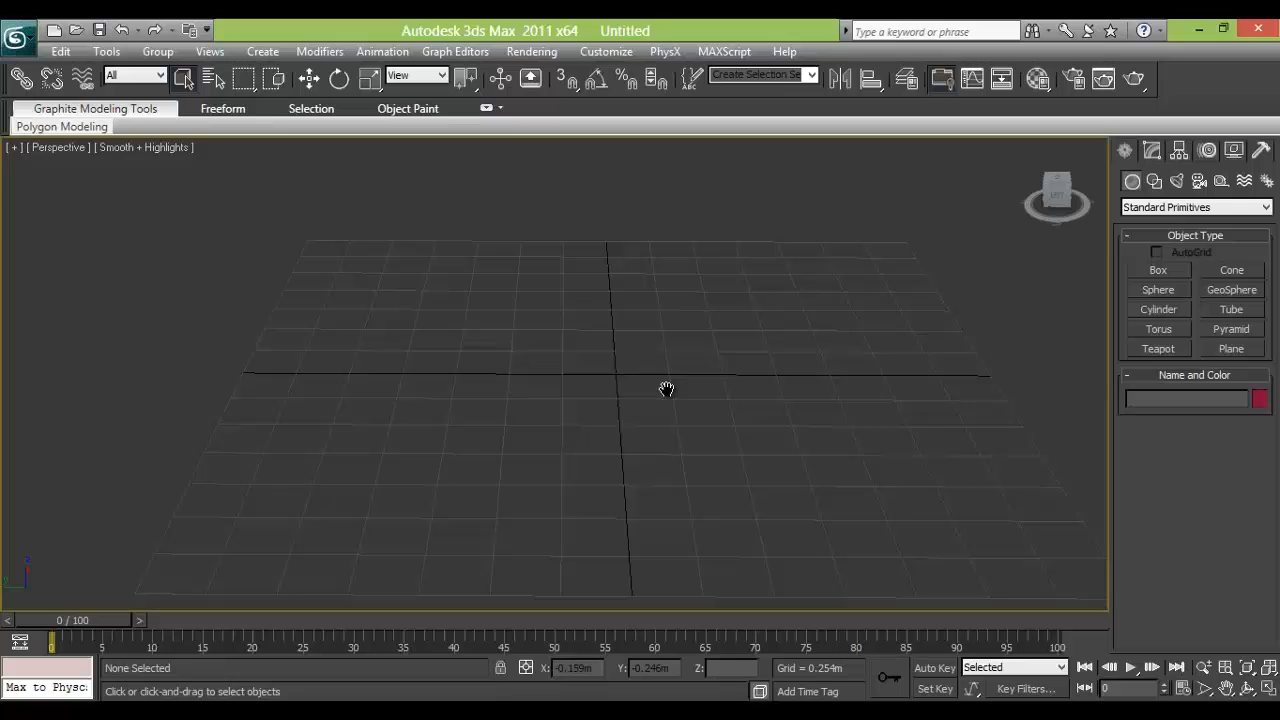 Autodesk 3ds Max 2011 x64 Untitled
Type a keyword or phrase
Edit Tools Group Views Create Modifiers Animation Graph Editors Rendering Customize PhysX MAXScript Help
All View Create Selection Se
Graphite Modeling Tools Freeform Selection Object Paint
Polygon Modeling
[ + ] [ Perspective ] [ Smooth + Highlights ]
Standard Primitives
- Object Type
AutoGrid
Box Cone
Sphere GeoSphere
Cylinder Tube
Torus Pyramid
Teapot Plane
- Name and Color
< 0 / 100 >
0 5 10 15 20 25 30 35 40 45 50 55 60 65 70 75 80 85 90 95 100
None Selected X: -0.159m Y: -0.246m Z: Grid = 0.254m Auto Key Selected
Max to Physc
Click or click-and-drag to select objects Add Time Tag Set Key Key Filters... 0